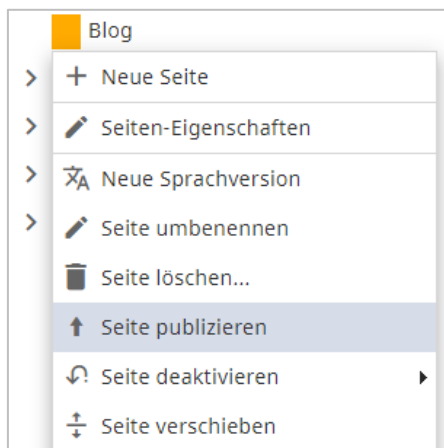 Blog
Neue Seite
Seiten-Eigenschaften
Neue Sprachversion
Seite umbenennen
Seite löschen...
Seite publizieren
Seite deaktivieren
Seite verschieben